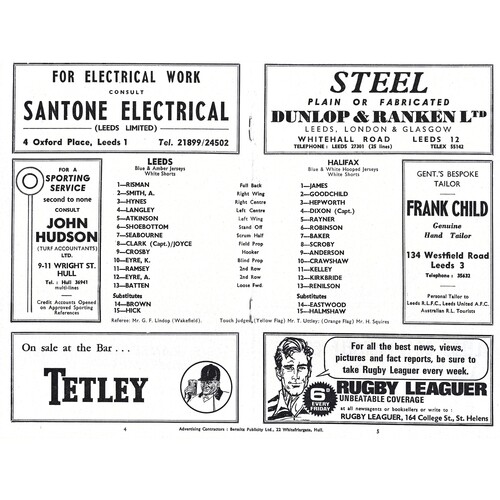 FOR ELECTRICAL WORK
CONSULT
SANTONE ELECTRICAL
(LEEDS LIMITED)
4 Oxford Place, Leeds 1 Tel. 21899/24502
STEEL
PLAIN OR FABRICATED
DUNLOP & RANKEN LTD
LEEDS, LONDON & GLASGOW
WHITEHALL ROAD LEEDS 12
TELEPHONE : LEEDS 27301 (25 lines) TELEX 55142
FOR A
SPORTING
SERVICE
second to none
CONSULT
JOHN
HUDSON
(TURF ACCOUNTANTS)
LTD.
9-11 WRIGHT ST.
HULL
Tel. : Hull 36941
multi-lines
Credit Accounts Opened
on Approved Sporting
References
LEEDS
Blue & Amber Jerseys
White Shorts
1—RISMAN
2—SMITH, A.
3—HYNES
4—LANGLEY
5—ATKINSON
6—SHOEBOTTOM
7—SEABOURNE
8—CLARK (Capt.)/JOYCE
9—CROSBY
10—EYRE, K.
11—RAMSEY
12—EYRE, A.
13—BATTEN
Substitutes
14—BROWN
15—HICK
Full Back
Right Wing
Right Centre
Left Centre
Left Wing
Stand Off
Scrum Half
Field Prop
Hooker
Blind Prop
2nd Row
2nd Row
Loose Fwd.
HALIFAX
Blue & White Hooped Jerseys
White Shorts
1—JAMES
2—GOODCHILD
3—HEPWORTH
4—DIXON (Capt.)
5—RAYNER
6—ROBINSON
7—BAKER
8—SCROBY
9—ANDERSON
10—CRAWSHAW
11—KELLEY
12—KIRKBRIDE
13—RENILSON
Substitutes
14—EASTWOOD
15—HALMSHAW
Referee: Mr. G. F. Lindop (Wakefield). Touch Judges: (Yellow Flag) Mr. T. Uttley; (Orange Flag) Mr. H. Squires
GENT.'S BESPOKE
TAILOR
FRANK CHILD
Genuine
Hand Tailor
134 Westfield Road
Leeds 3
Telephone : 35632
Personal Tailor to
Leeds R.L.F.C., Leeds United A.F.C.
Australian R.L. Tourists
On sale at the Bar . . .
TETLEY
For all the best news, views,
pictures and fact reports, be sure to
take Rugby Leaguer every week.
6D
EVERY
FRIDAY
RUGBY LEAGUER
UNBEATABLE COVERAGE
at all newsagents or booksellers or write to :
RUGBY LEAGUER, 164 College St., St. Helens
4 Advertising Contractors : Benwite Publicity Ltd., 22 Whitefriargate, Hull.